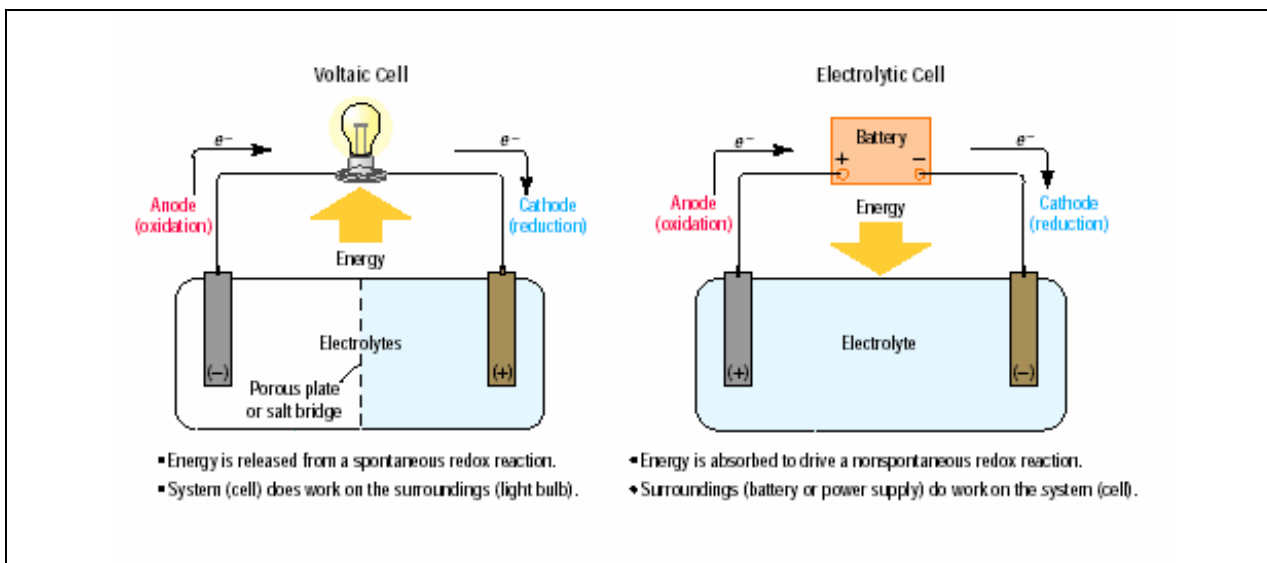 Voltaic Cell
e–
e–
Anode
(oxidation)
Cathode
(reduction)
Energy
Electrolytes
(–)
(+)
Porous plate
or salt bridge
▪ Energy is released from a spontaneous redox reaction.
▪ System (cell) does work on the surroundings (light bulb).
Electrolytic Cell
Battery
e–
e–
+ –
Anode
(oxidation)
Energy
Cathode
(reduction)
Electrolyte
(+)
(–)
◆ Energy is absorbed to drive a nonspontaneous redox reaction.
◆ Surroundings (battery or power supply) do work on the system (cell).